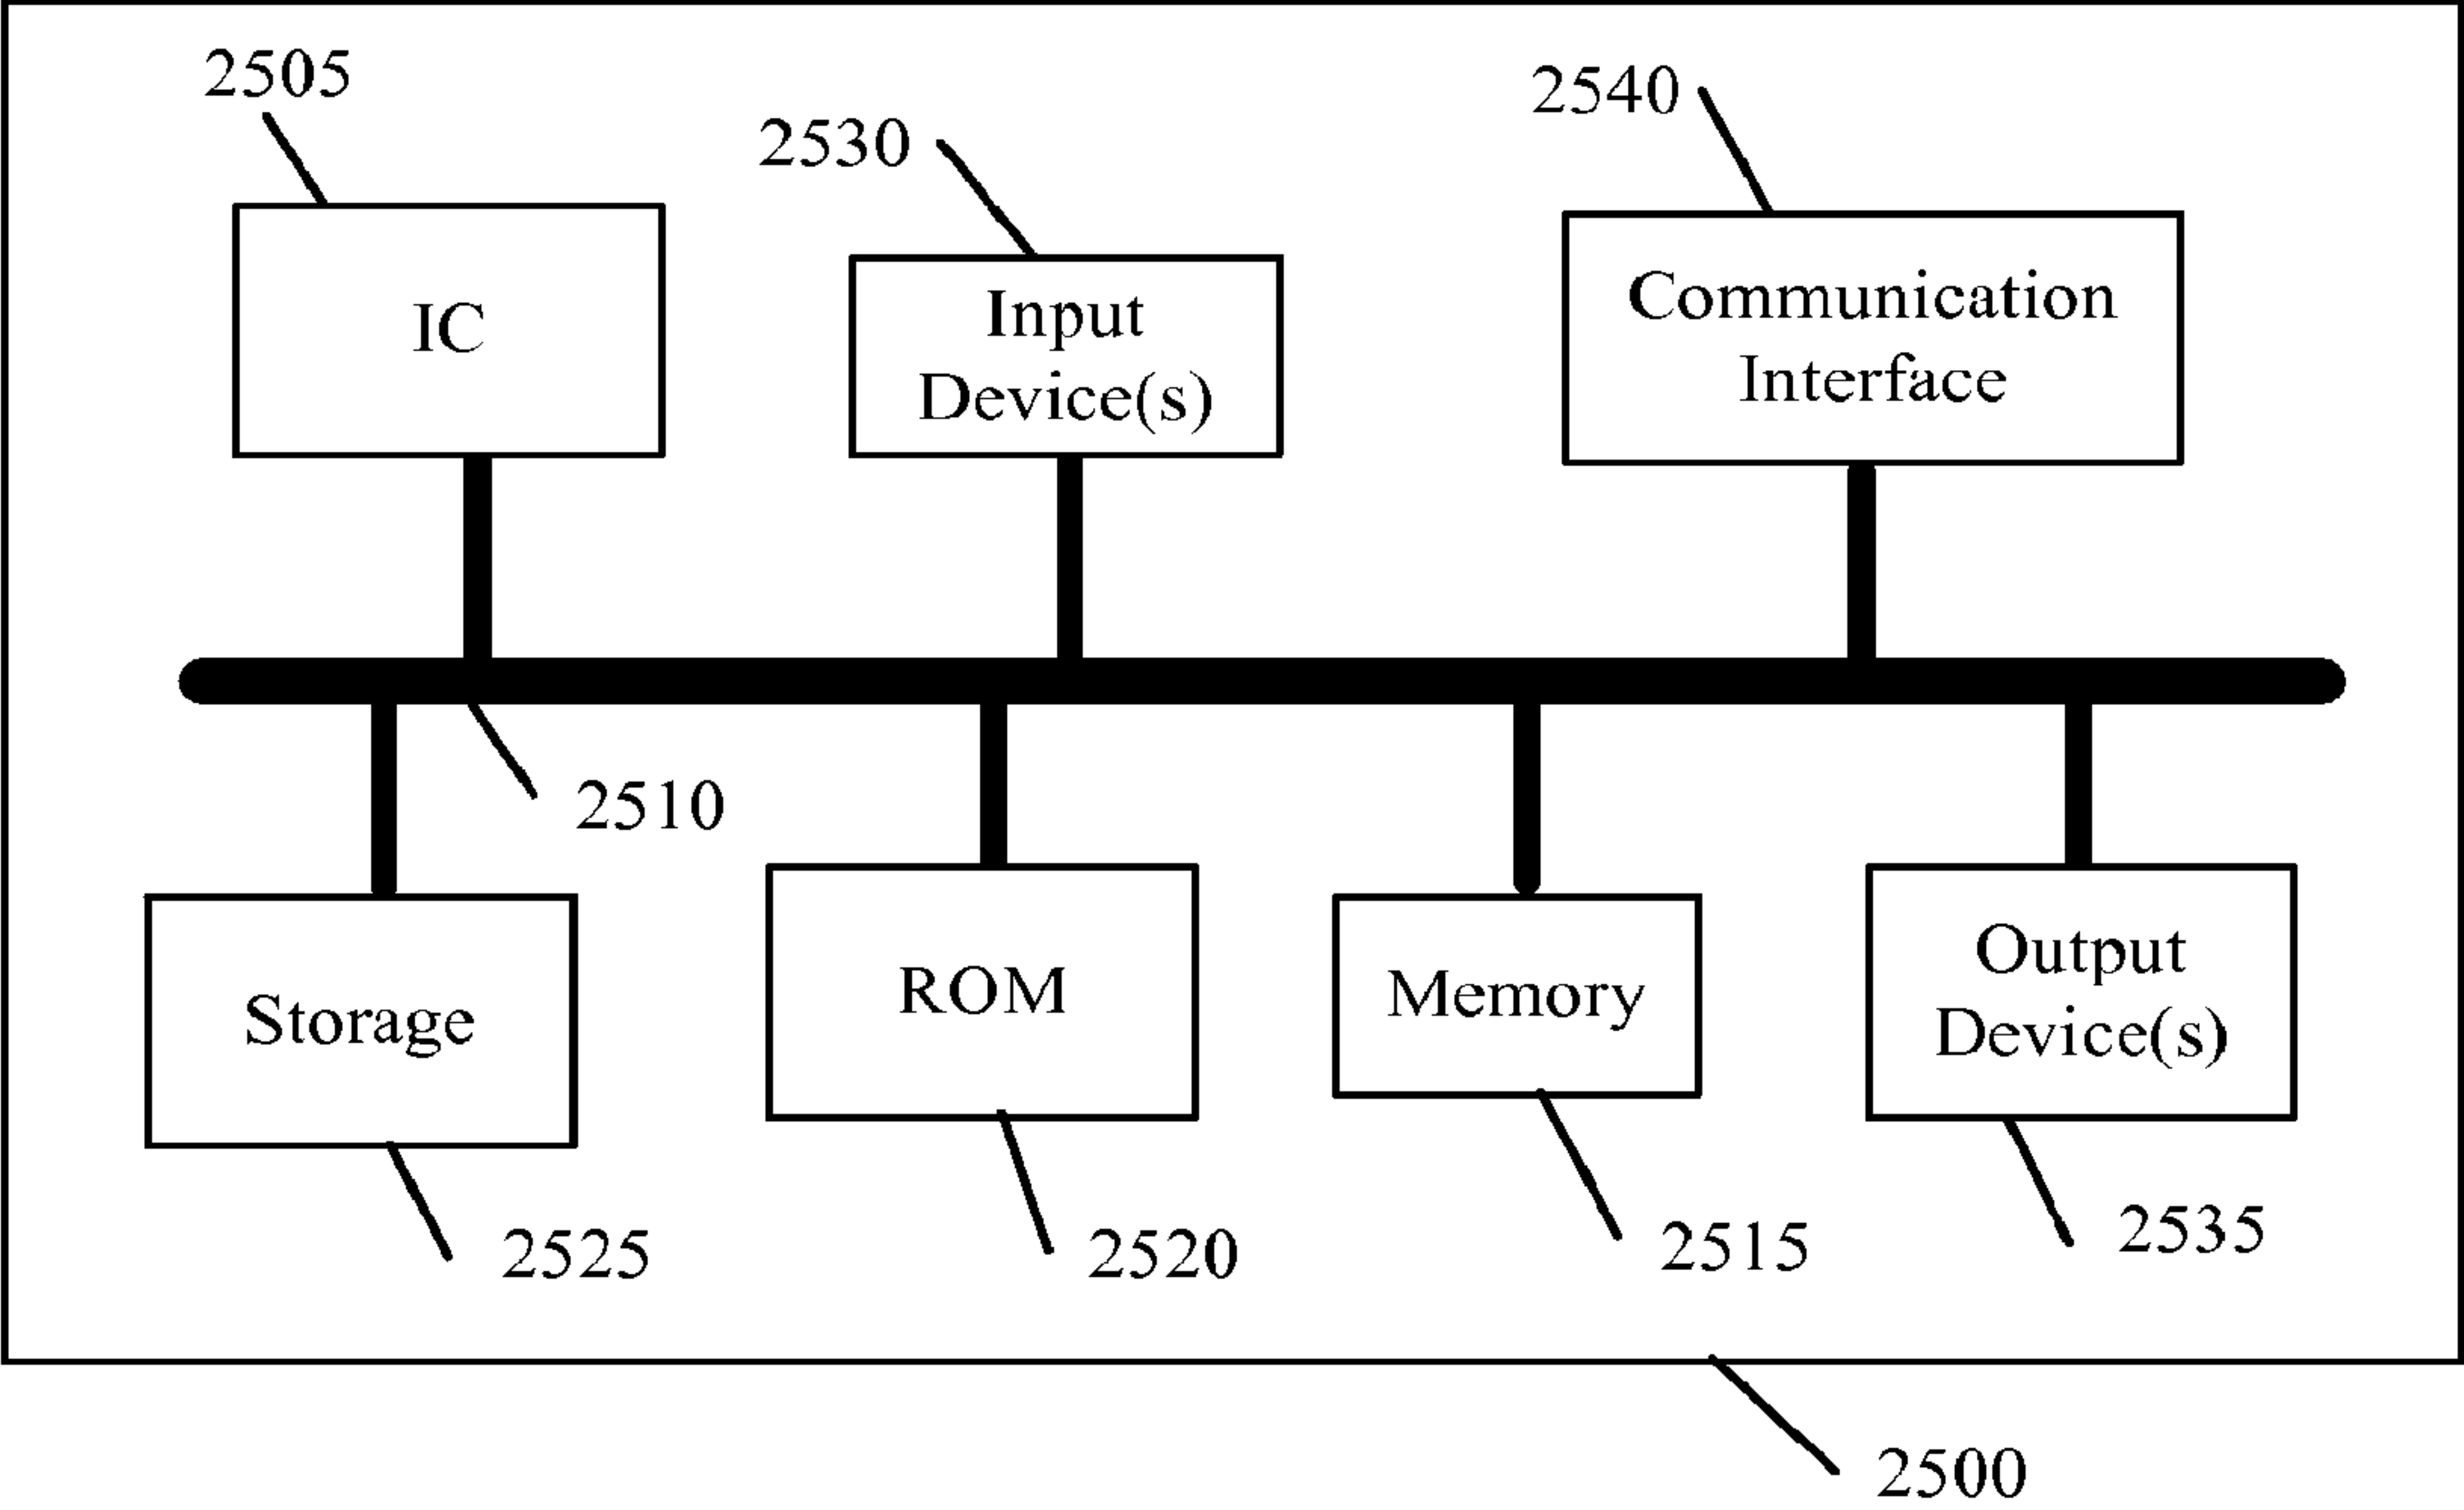 2505
2530
2540
IC
Input
Device(s)
Communication
Interface
2510
Storage
ROM
Memory
Output
Device(s)
2525
2520
2515
2535
2500